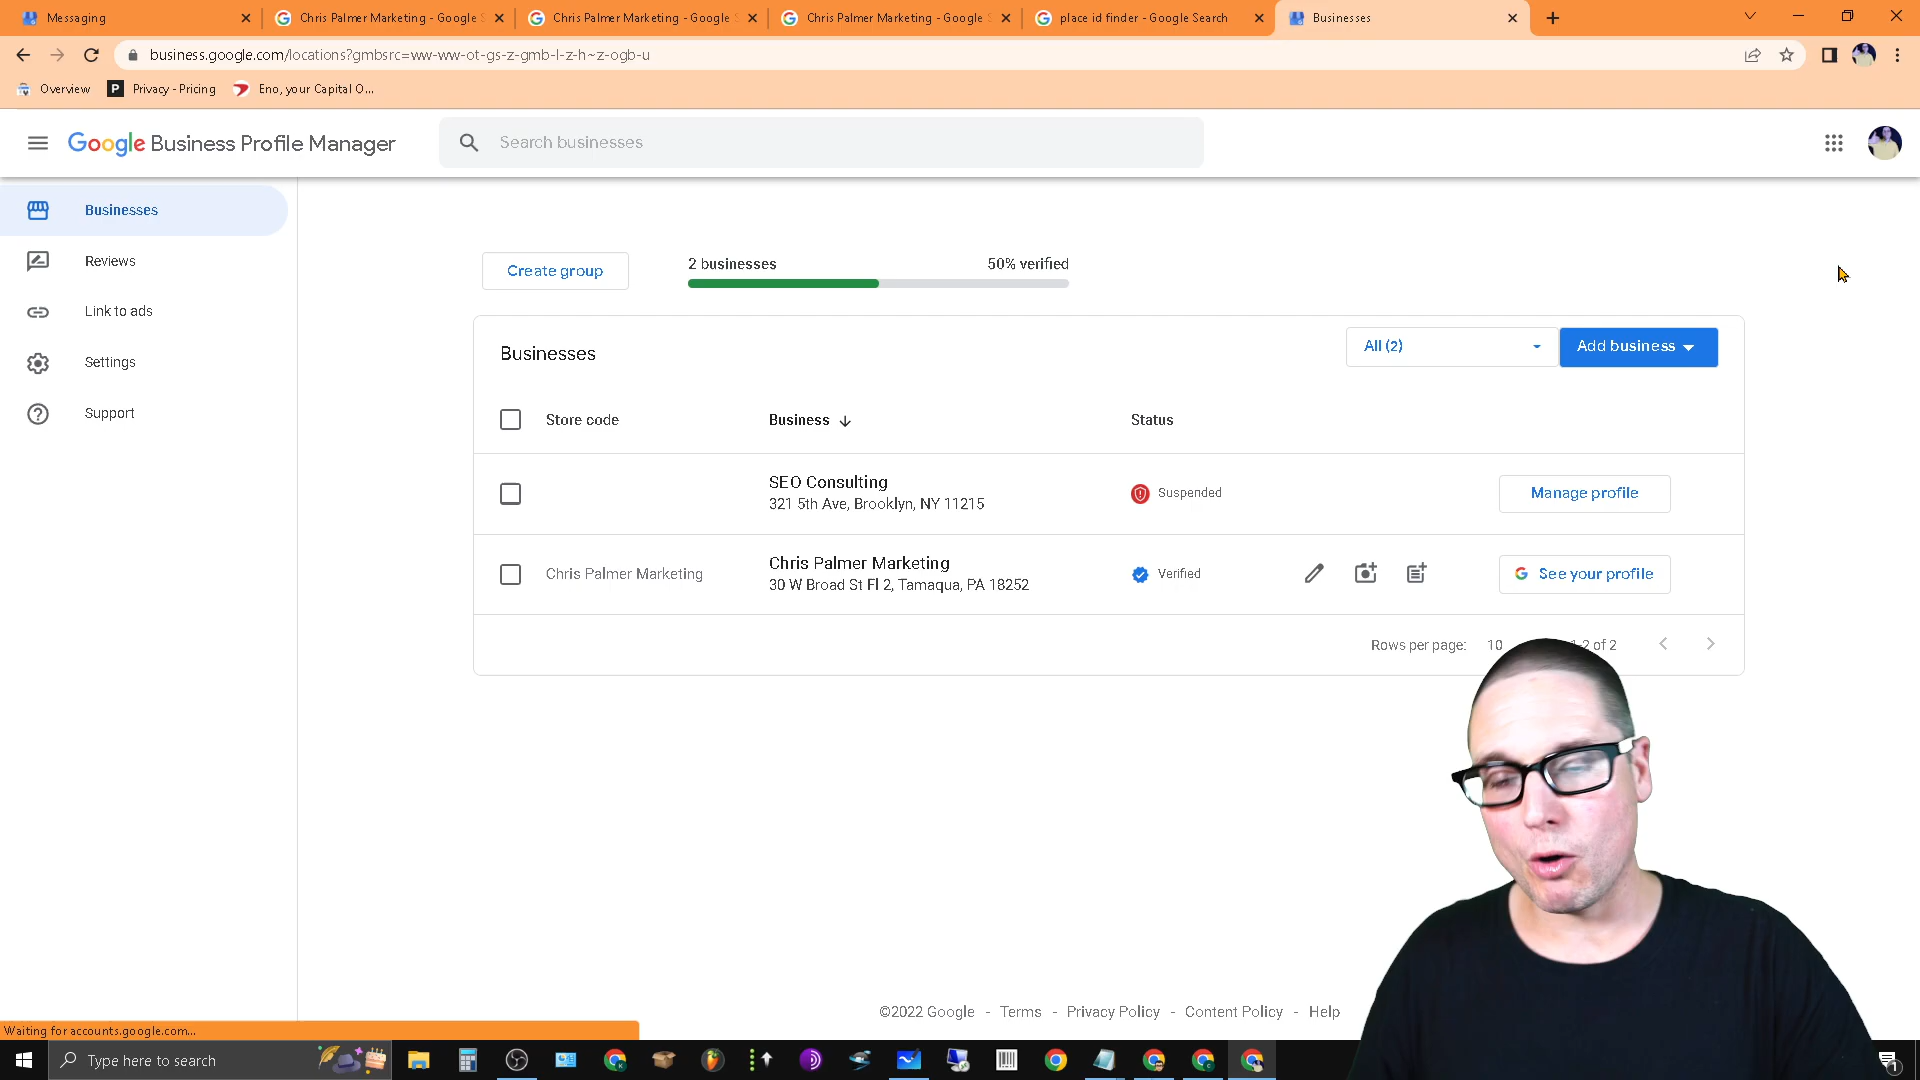 Messaging
Chris Palmer Marketing - Google S
Chris Palmer Marketing - Google S
Chris Palmer Marketing - Google S
place id finder - Google Search
Businesses
business.google.com/locations?gmbsrc=ww-ww-ot-gs-z-gmb-l-z-h~z-ogb-u
Overview
P
Privacy - Pricing
Eno, your Capital O...
Google Business Profile Manager
Search businesses
Businesses
Reviews
Link to ads
Settings
Support
Create group
2 businesses
50% verified
Businesses
All (2)
Add business
Store code
Business
Status
SEO Consulting
321 5th Ave, Brooklyn, NY 11215
Suspended
Manage profile
Chris Palmer Marketing
Chris Palmer Marketing
30 W Broad St Fl 2, Tamaqua, PA 18252
Verified
See your profile
Rows per page:
10
1-2 of 2
©2022 Google - Terms - Privacy Policy - Content Policy - Help
Waiting for accounts.google.com...
Type here to search
1